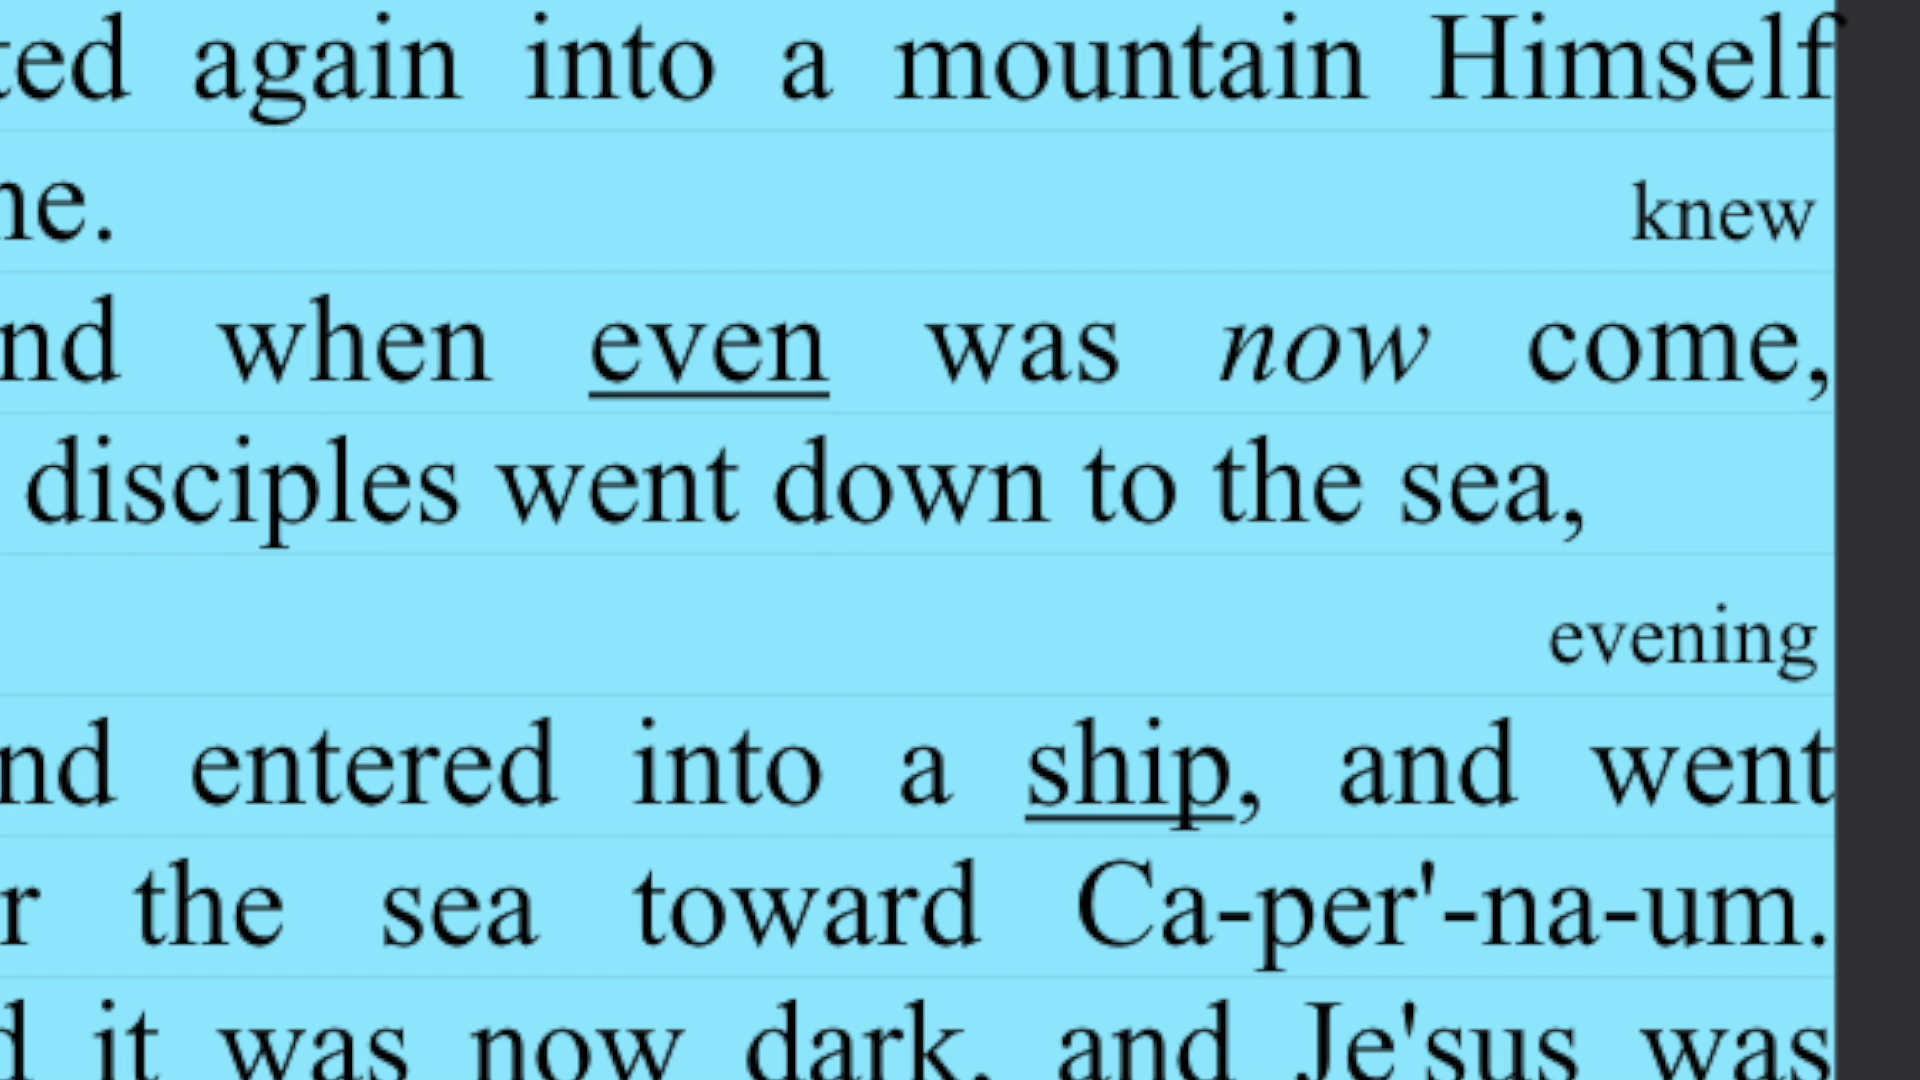 ted again into a mountain Himself
ne.
knew
nd when even was now come,
disciples went down to the sea,
evening
nd entered into a ship, and went
r the sea toward Ca-per'-na-um.
d it was now dark, and Je'sus was